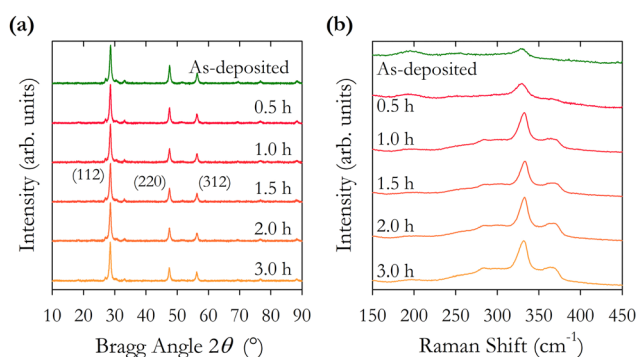 (a)
Intensity (arb. units)
As-deposited
0.5 h
1.0 h
1.5 h
(112)
(220)
(312)
2.0 h
3.0 h
10 20 30 40 50 60 70 80 90
Bragg Angle 2θ (°)
(b)
Intensity (arb. units)
As-deposited
0.5 h
1.0 h
1.5 h
2.0 h
3.0 h
150 200 250 300 350 400 450
Raman Shift (cm⁻¹)